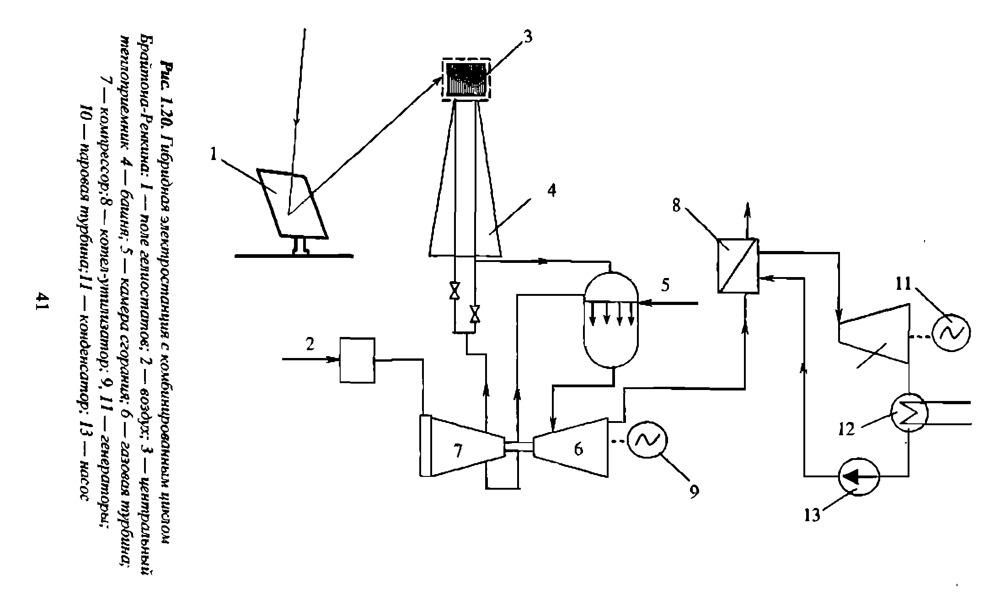 3
1
4
8
5
11
2
12
7
6
9
13
Рис. 1.20. Гибридная электростанция с комбинированным циклом
Брайтона-Ренкина: 1 — поле гелиостатов; 2 — воздух; 3 — центральный
теплоприемник 4 — башня; 5 — камера сгорания; 6 — газовая турбина;
7 — компрессор; 8 — котел-утилизатор; 9, 11 — генераторы;
10 — паровая турбина; 11 — конденсатор; 13 — насос
41